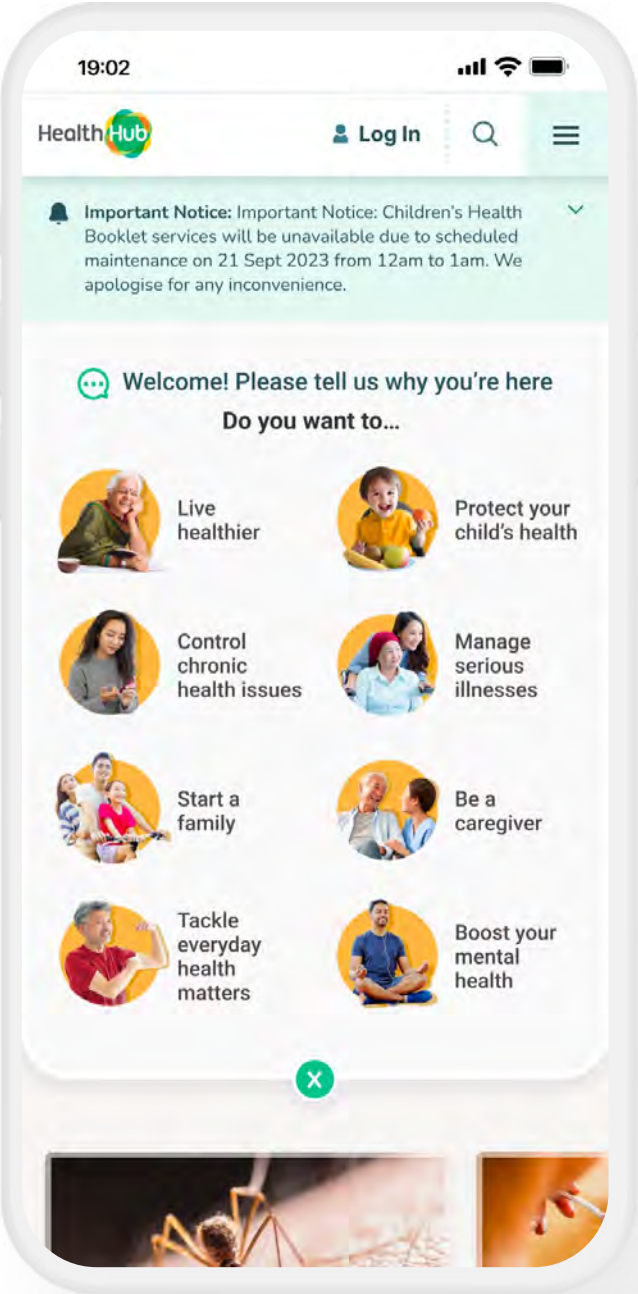 19:02
HealthHub
Log In
Important Notice: Important Notice: Children's Health
Booklet services will be unavailable due to scheduled
maintenance on 21 Sept 2023 from 12am to 1am. We
apologise for any inconvenience.
Welcome! Please tell us why you're here
Do you want to...
Live
healthier
Protect your
child's health
Control
chronic
health issues
Manage
serious
illnesses
Start a
family
Be a
caregiver
Tackle
everyday
health
matters
Boost your
mental
health
X